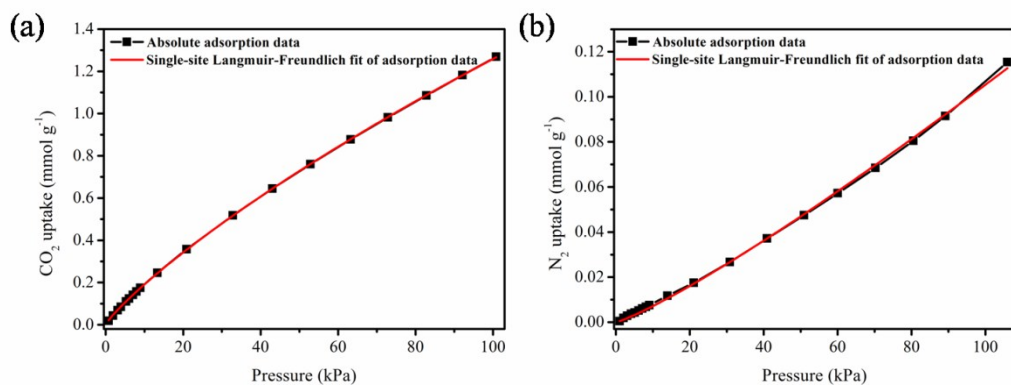 (a)
Absolute adsorption data
Single-site Langmuir-Freundlich fit of adsorption data
CO₂ uptake (mmol g⁻¹)
1.4
1.2
1.0
0.8
0.6
0.4
0.2
0.0
0 20 40 60 80 100
Pressure (kPa)
(b)
Absolute adsorption data
Single-site Langmuir-Freundlich fit of adsorption data
N₂ uptake (mmol g⁻¹)
0.12
0.10
0.08
0.06
0.04
0.02
0.00
0 20 40 60 80 100
Pressure (kPa)